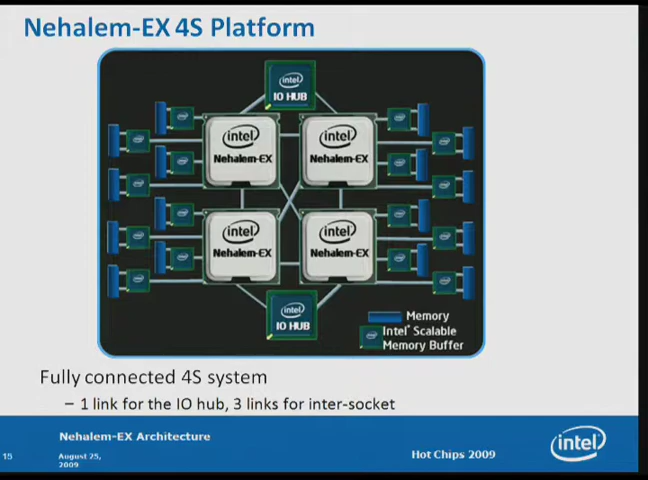 Nehalem-EX 4S Platform
intel
IO HUB
intel
Nehalem-EX
intel
Nehalem-EX
intel
Nehalem-EX
intel
Nehalem-EX
intel
IO HUB
Memory
Intel® Scalable
Memory Buffer
Fully connected 4S system
– 1 link for the IO hub, 3 links for inter-socket
Nehalem-EX Architecture
15
August 25,
2009
Hot Chips 2009
intel